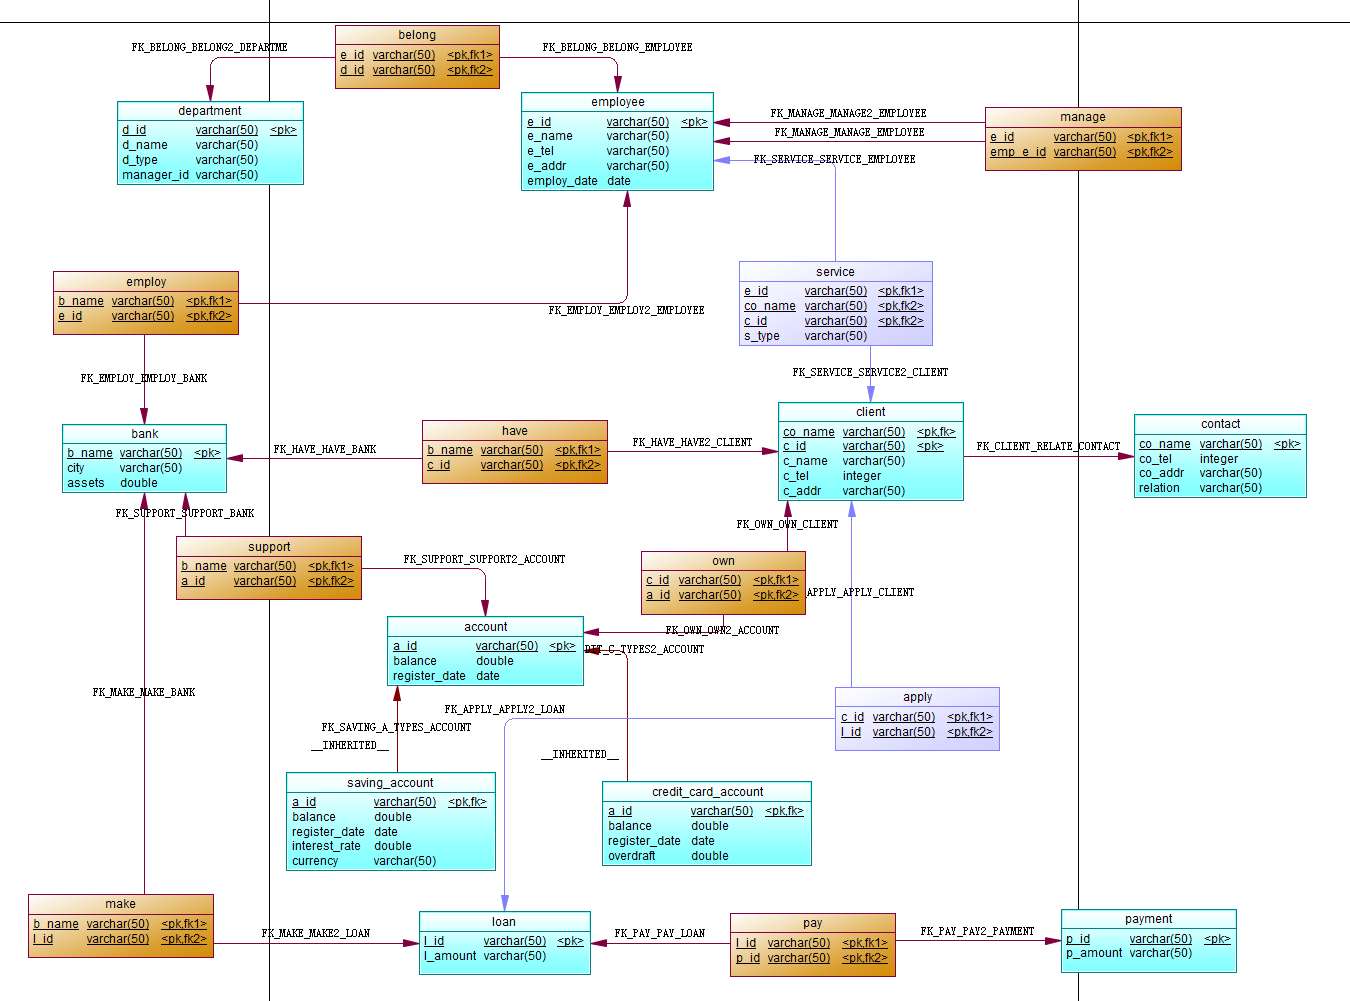 belong
e_id varchar(50) <pk,fk1>
d_id varchar(50) <pk,fk2>
FK_BELONG_BELONG2_DEPARTME
FK_BELONG_BELONG_EMPLOYEE
department
d_id varchar(50) <pk>
d_name varchar(50)
d_type varchar(50)
manager_id varchar(50)
employee
e_id varchar(50) <pk>
e_name varchar(50)
e_tel varchar(50)
e_addr varchar(50)
employ_date date
FK_MANAGE_MANAGE2_EMPLOYEE
FK_MANAGE_MANAGE_EMPLOYEE
FK_SERVICE_SERVICE_EMPLOYEE
manage
e_id varchar(50) <pk,fk1>
emp_e_id varchar(50) <pk,fk2>
employ
b_name varchar(50) <pk,fk1>
e_id varchar(50) <pk,fk2>
FK_EMPLOY_EMPLOY2_EMPLOYEE
service
e_id varchar(50) <pk,fk1>
co_name varchar(50) <pk,fk2>
c_id varchar(50) <pk,fk2>
s_type varchar(50)
FK_EMPLOY_EMPLOY_BANK
FK_SERVICE_SERVICE2_CLIENT
bank
b_name varchar(50) <pk>
city varchar(50)
assets double
FK_HAVE_HAVE_BANK
have
b_name varchar(50) <pk,fk1>
c_id varchar(50) <pk,fk2>
FK_HAVE_HAVE2_CLIENT
client
co_name varchar(50) <pk,fk>
c_id varchar(50) <pk>
c_name varchar(50)
c_tel integer
c_addr varchar(50)
FK_CLIENT_RELATE_CONTACT
contact
co_name varchar(50) <pk>
co_tel integer
co_addr varchar(50)
relation varchar(50)
FK_SUPPORT_SUPPORT_BANK
FK_OWN_OWN_CLIENT
support
b_name varchar(50) <pk,fk1>
a_id varchar(50) <pk,fk2>
FK_SUPPORT_SUPPORT2_ACCOUNT
own
c_id varchar(50) <pk,fk1>
a_id varchar(50) <pk,fk2>
APPLY_APPLY_CLIENT
account
a_id varchar(50) <pk>
balance double
register_date date
FK_OWN_OWN2_ACCOUNT
C_TYPES2_ACCOUNT
FK_MAKE_MAKE_BANK
FK_APPLY_APPLY2_LOAN
apply
c_id varchar(50) <pk,fk1>
l_id varchar(50) <pk,fk2>
FK_SAVING_A_TYPES_ACCOUNT
__INHERITED__
__INHERITED__
saving_account
a_id varchar(50) <pk,fk>
balance double
register_date date
interest_rate double
currency varchar(50)
credit_card_account
a_id varchar(50) <pk,fk>
balance double
register_date date
overdraft double
make
b_name varchar(50) <pk,fk1>
l_id varchar(50) <pk,fk2>
FK_MAKE_MAKE2_LOAN
loan
l_id varchar(50) <pk>
l_amount varchar(50)
FK_PAY_PAY_LOAN
pay
l_id varchar(50) <pk,fk1>
p_id varchar(50) <pk,fk2>
FK_PAY_PAY2_PAYMENT
payment
p_id varchar(50) <pk>
p_amount varchar(50)